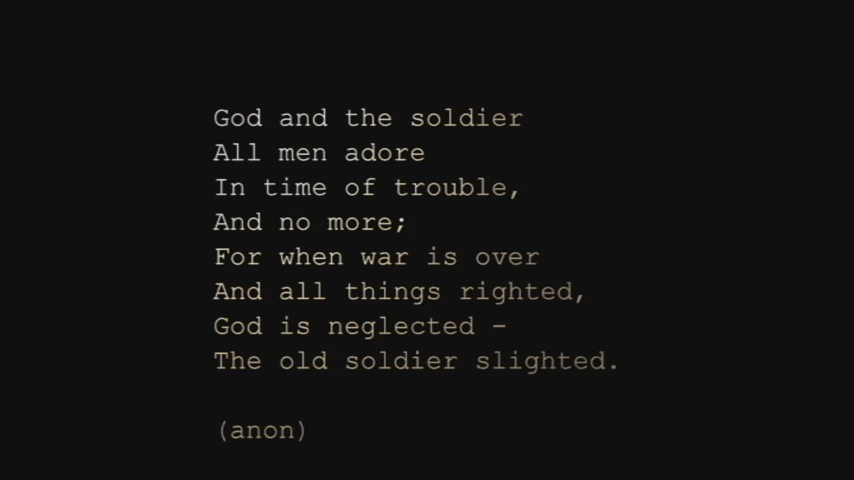 God and the soldier
All men adore
In time of trouble,
And no more;
For when war is over
And all things righted,
God is neglected -
The old soldier slighted.
(anon)